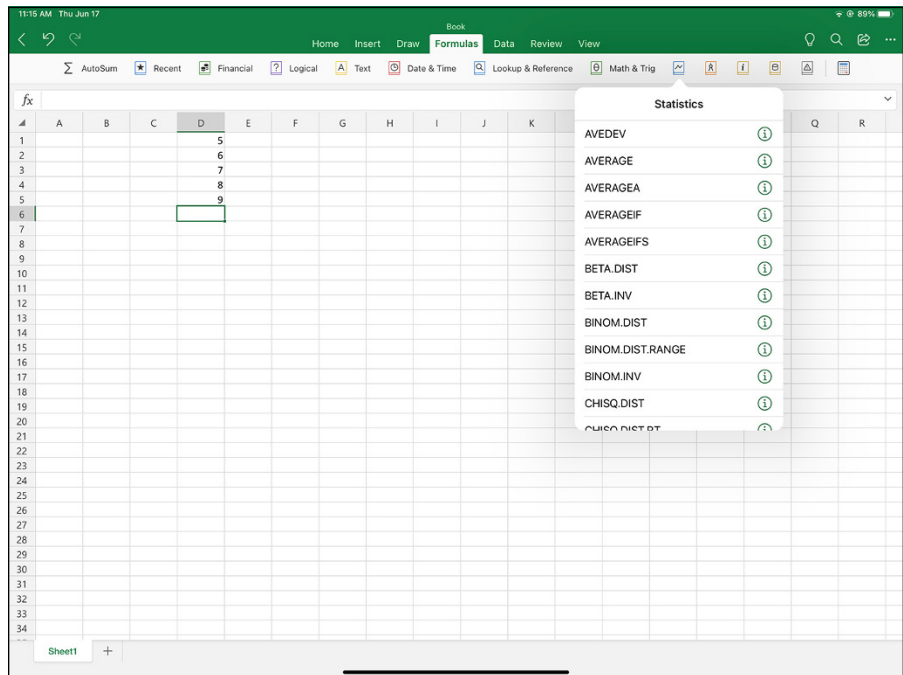 11:15 AM Thu Jun 17
89%
Book
Home Insert Draw Formulas Data Review View
Σ AutoSum Recent Financial Logical Text Date & Time Lookup & Reference Math & Trig
fx
Statistics
A B C D E F G H I J K Q R
1 5
2 6
3 7
4 8
5 9
6
7
8
9
10
11
12
13
14
15
16
17
18
19
20
21
22
23
24
25
26
27
28
29
30
31
32
33
34
AVEDEV
AVERAGE
AVERAGEA
AVERAGEIF
AVERAGEIFS
BETA.DIST
BETA.INV
BINOM.DIST
BINOM.DIST.RANGE
BINOM.INV
CHISQ.DIST
CHISQ.DIST.RT
Sheet1 +